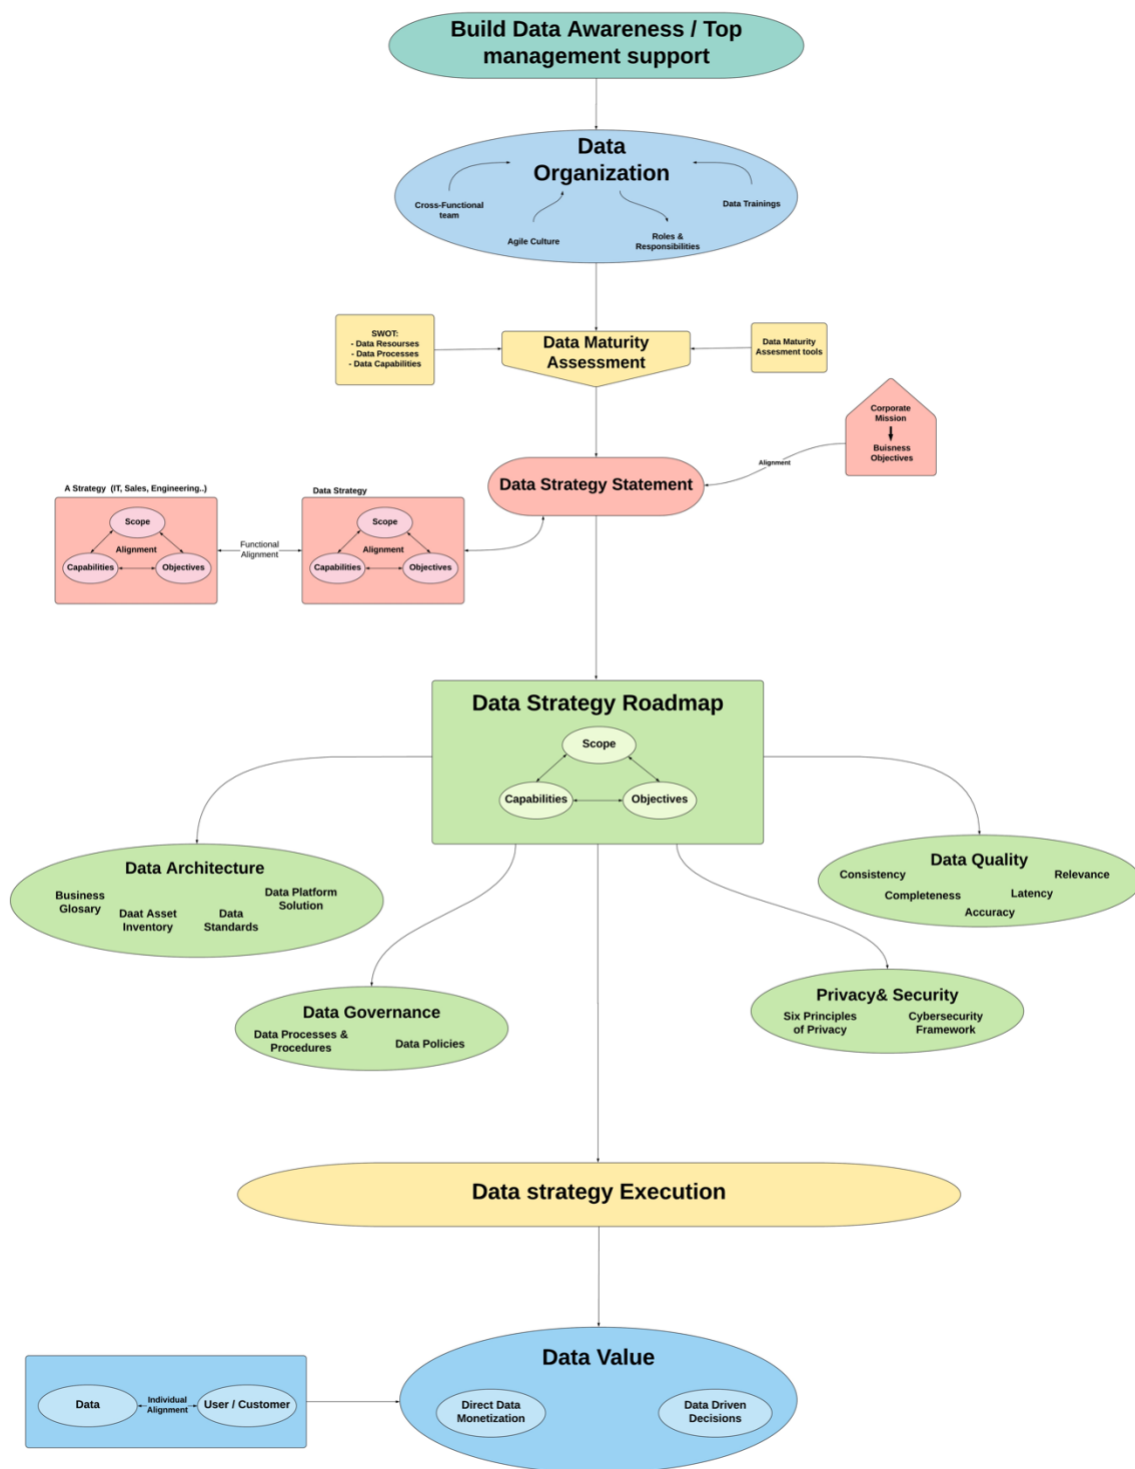 Build Data Awareness / Top
management support
Data
Organization
Cross-Functional
team
Agile Culture
Roles &
Responsibilities
Data Trainings
SWOT:
- Data Resourses
- Data Processes
- Data Capabilities
Data Maturity
Assessment
Data Maturity
Assesment tools
Corporate
Mission
Buisness
Objectives
Alignment
Data Strategy Statement
A Strategy (IT, Sales, Engineering..)
Scope
Alignment
Capabilities
Objectives
Functional
Alignment
Data Strategy
Scope
Alignment
Capabilities
Objectives
Data Strategy Roadmap
Scope
Capabilities
Objectives
Data Architecture
Business
Glosary
Daat Asset
Inventory
Data
Standards
Data Platform
Solution
Data Quality
Consistency
Completeness
Accuracy
Latency
Relevance
Data Governance
Data Processes &
Procedures
Data Policies
Privacy& Security
Six Principles
of Privacy
Cybersecurity
Framework
Data strategy Execution
Data Value
Direct Data
Monetization
Data Driven
Decisions
Data
Individual
Alignment
User / Customer